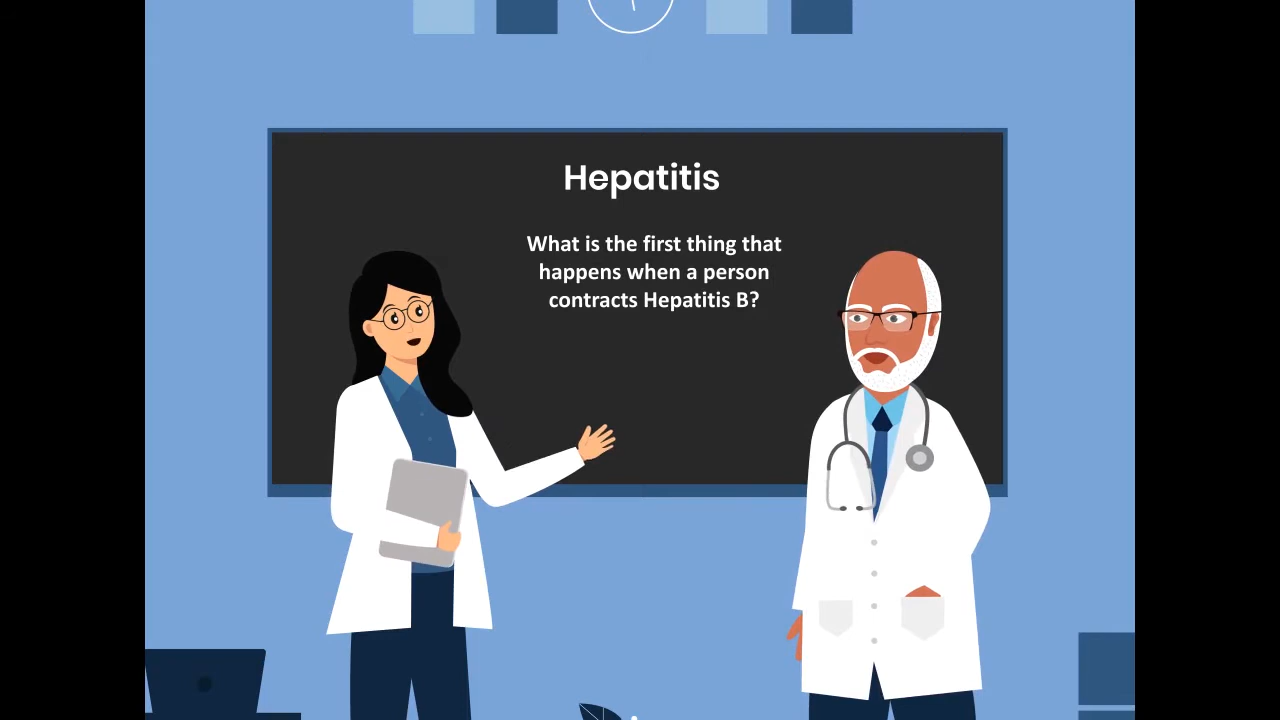 Hepatitis
What is the first thing that
happens when a person
contracts Hepatitis B?